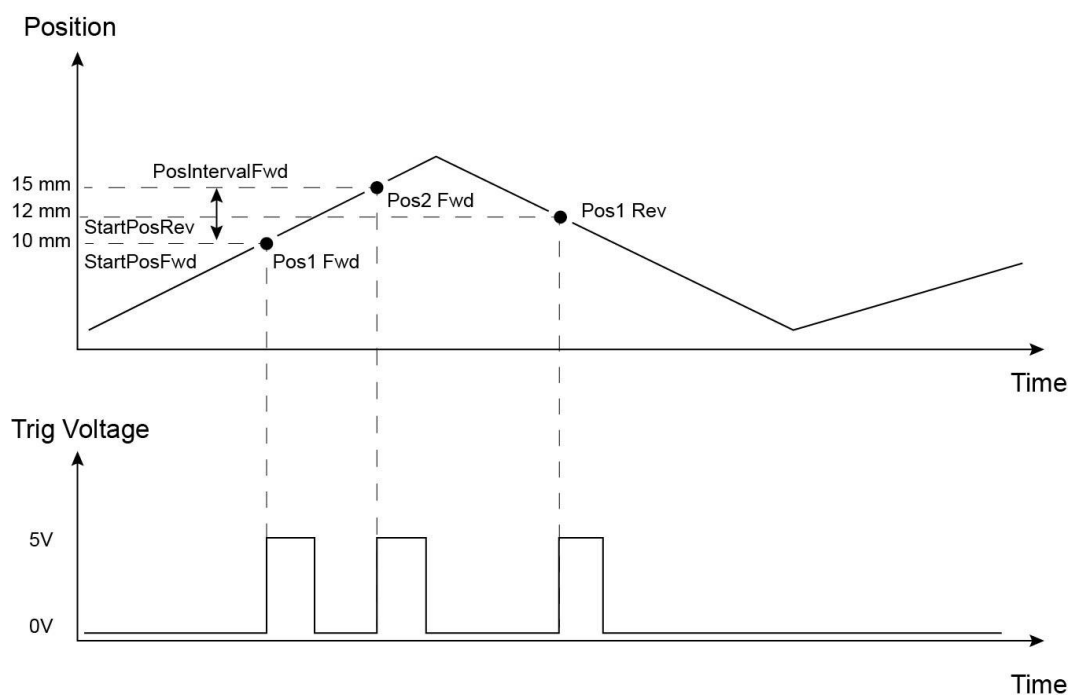 Position
PosIntervalFwd
15 mm
Pos2 Fwd
12 mm
Pos1 Rev
StartPosRev
10 mm
StartPosFwd
Pos1 Fwd
Time
Trig Voltage
5V
0V
Time